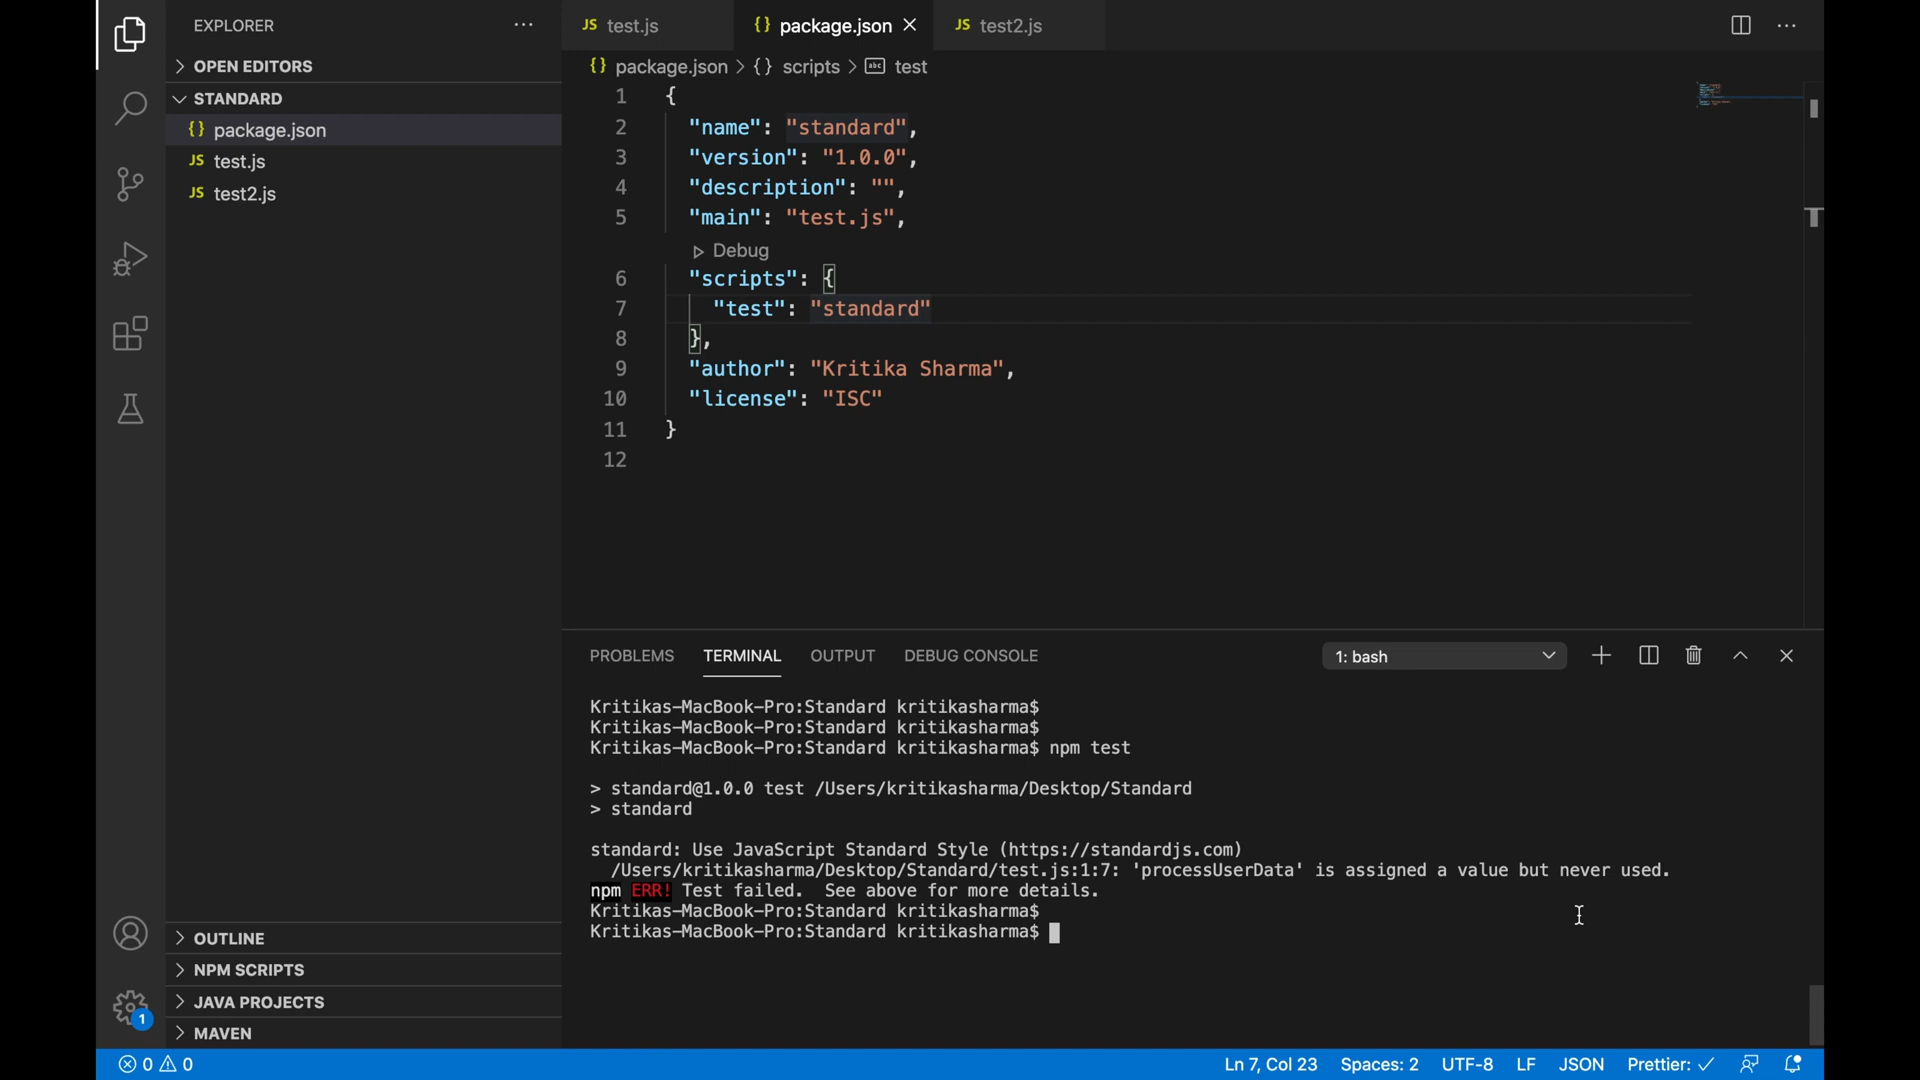 EXPLORER
OPEN EDITORS
STANDARD
{} package.json
JS test.js
JS test2.js
OUTLINE
NPM SCRIPTS
JAVA PROJECTS
MAVEN
JS test.js
{} package.json
JS test2.js
{} package.json > {} scripts > abc test
1 {
2 "name": "standard",
3 "version": "1.0.0",
4 "description": "",
5 "main": "test.js",
Debug
6 "scripts": {
7 "test": "standard"
8 },
9 "author": "Kritika Sharma",
10 "license": "ISC"
11 }
12
PROBLEMS TERMINAL OUTPUT DEBUG CONSOLE 1: bash
Kritikas-MacBook-Pro:Standard kritikasharma$
Kritikas-MacBook-Pro:Standard kritikasharma$
Kritikas-MacBook-Pro:Standard kritikasharma$ npm test
> standard@1.0.0 test /Users/kritikasharma/Desktop/Standard
> standard
standard: Use JavaScript Standard Style (https://standardjs.com)
/Users/kritikasharma/Desktop/Standard/test.js:1:7: 'processUserData' is assigned a value but never used.
npm ERR! Test failed.  See above for more details.
Kritikas-MacBook-Pro:Standard kritikasharma$
Kritikas-MacBook-Pro:Standard kritikasharma$
1
0 0 Ln 7, Col 23 Spaces: 2 UTF-8 LF JSON Prettier: ✓